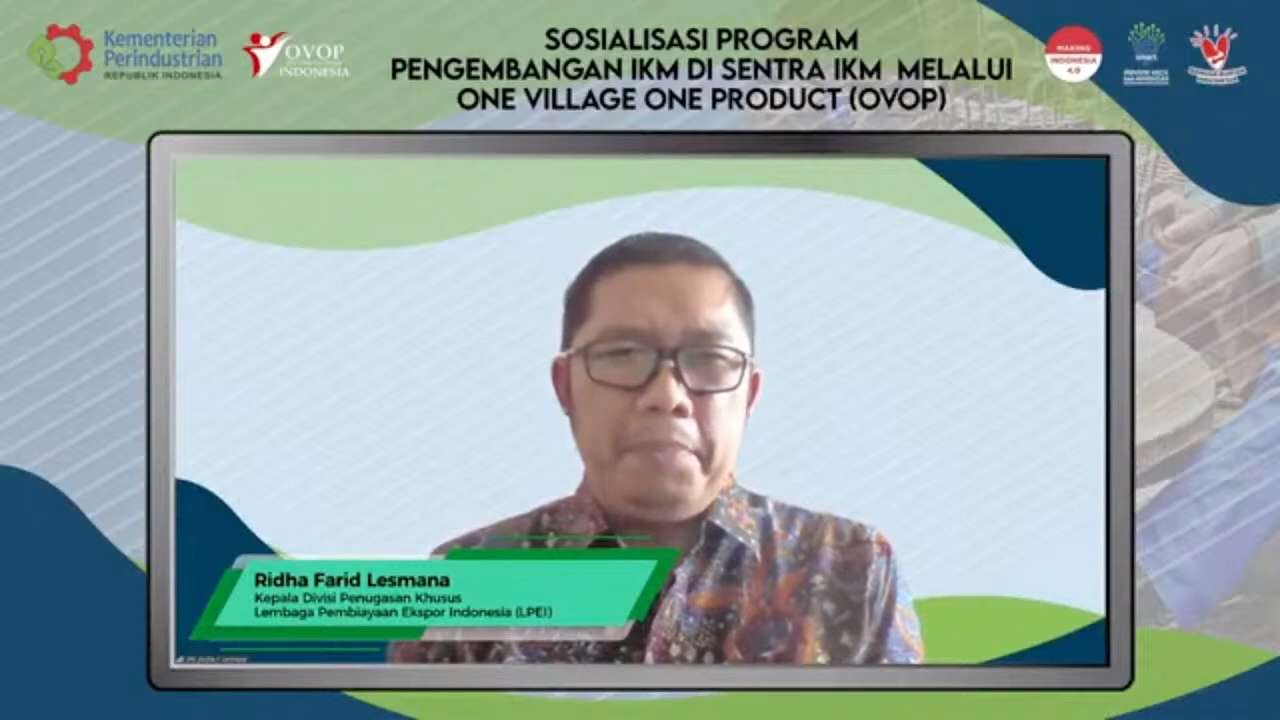 Kementerian
Perindustrian
REPUBLIK INDONESIA
OVOP
INDONESIA
SOSIALISASI PROGRAM
PENGEMBANGAN IKM DI SENTRA IKM MELALUI
ONE VILLAGE ONE PRODUCT (OVOP)
MAKING
INDONESIA
4.0
Ridha Farid Lesmana
Kepala Divisi Penugasan Khusus
Lembaga Pembiayaan Ekspor Indonesia (LPEI))